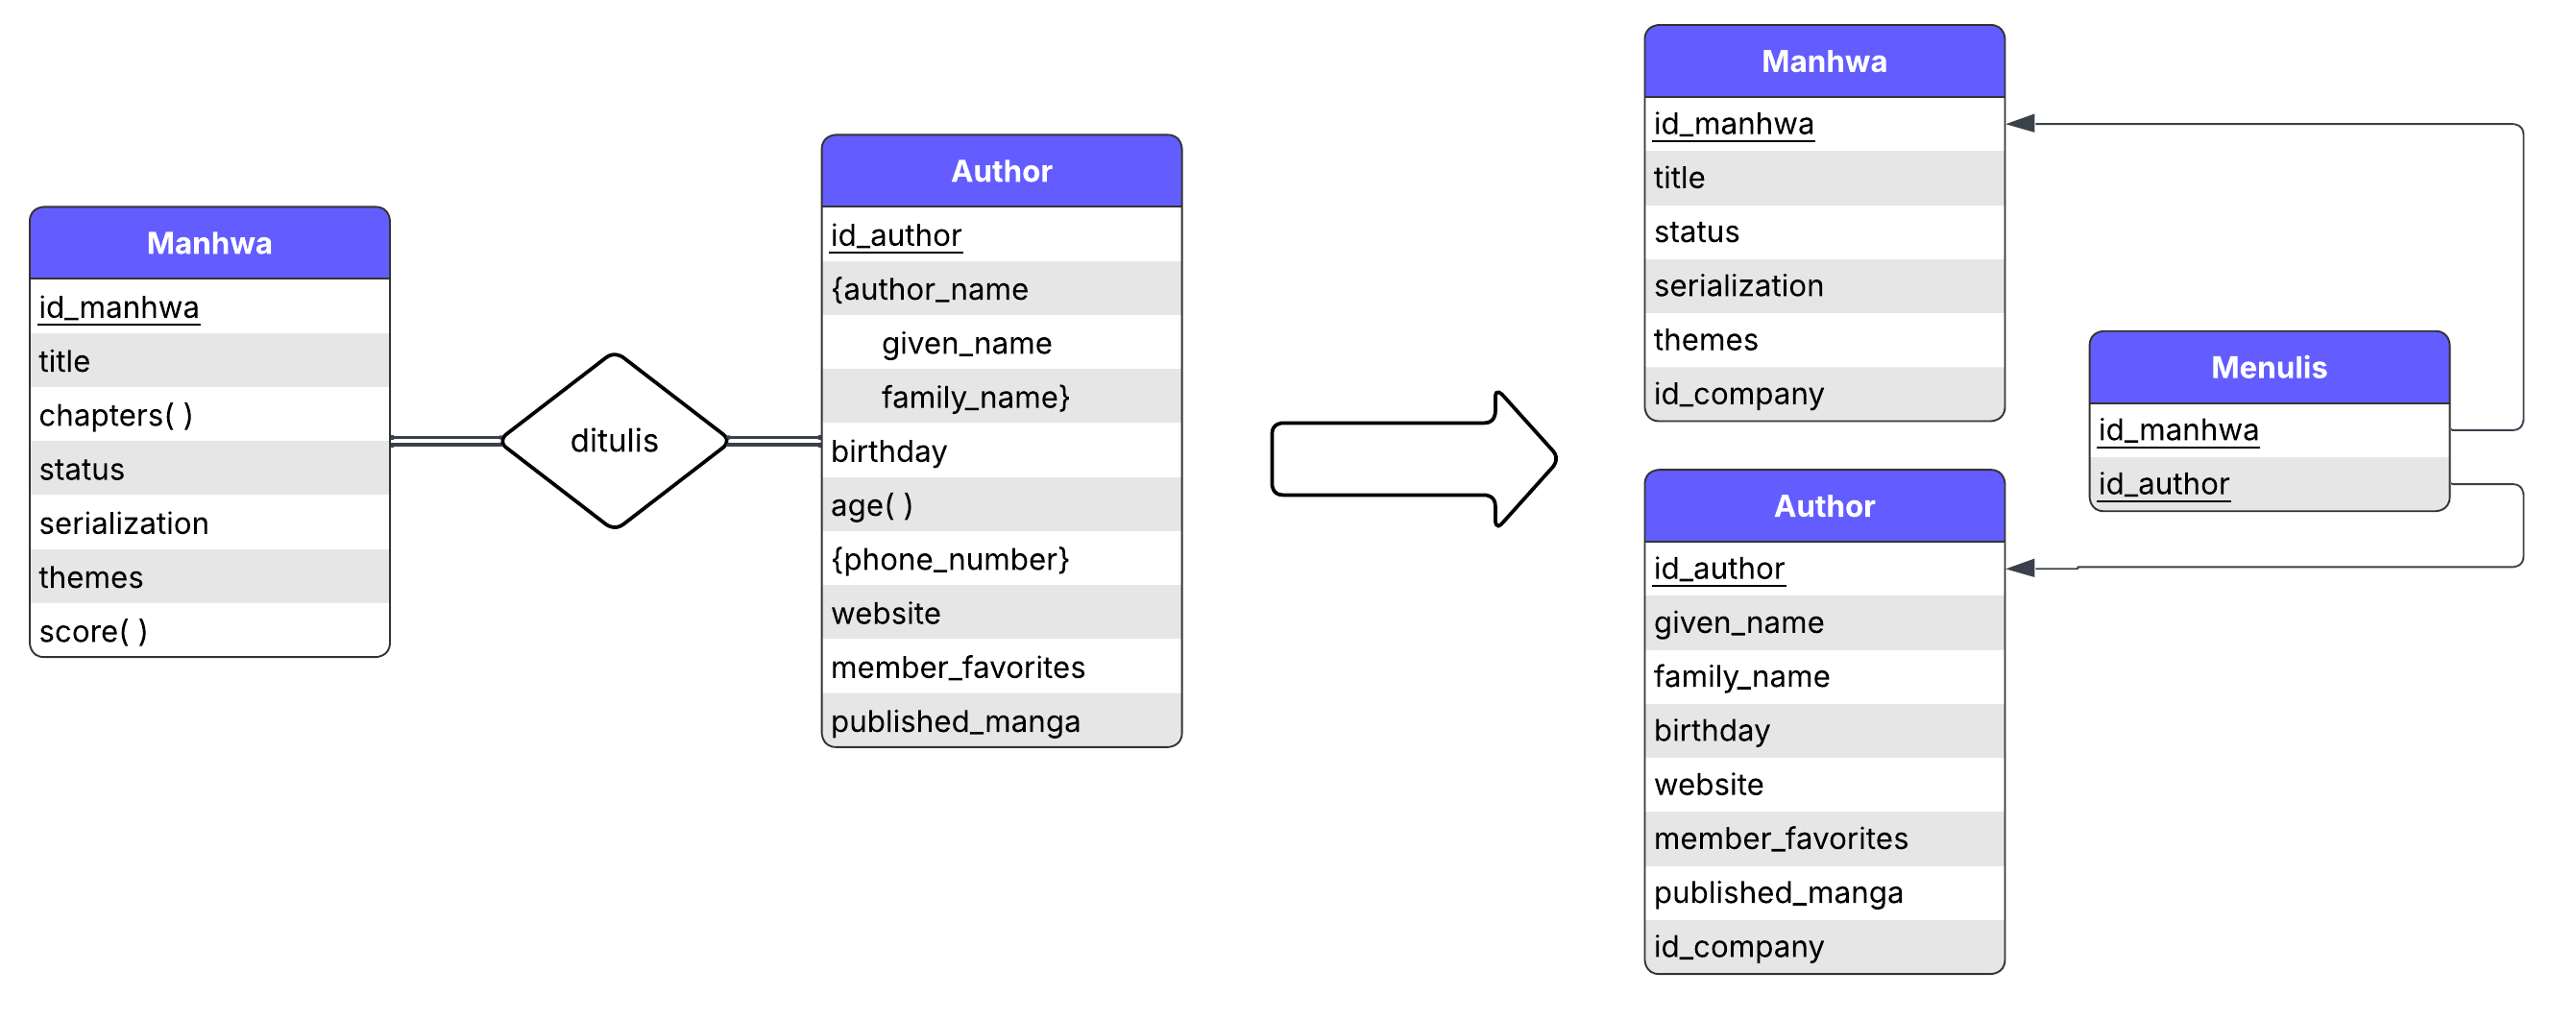 Manhwa
id_manhwa
title
chapters( )
status
serialization
themes
score( )
ditulis
Author
id_author
{author_name
given_name
family_name}
birthday
age( )
{phone_number}
website
member_favorites
published_manga
Manhwa
id_manhwa
title
status
serialization
themes
id_company
Author
id_author
given_name
family_name
birthday
website
member_favorites
published_manga
id_company
Menulis
id_manhwa
id_author